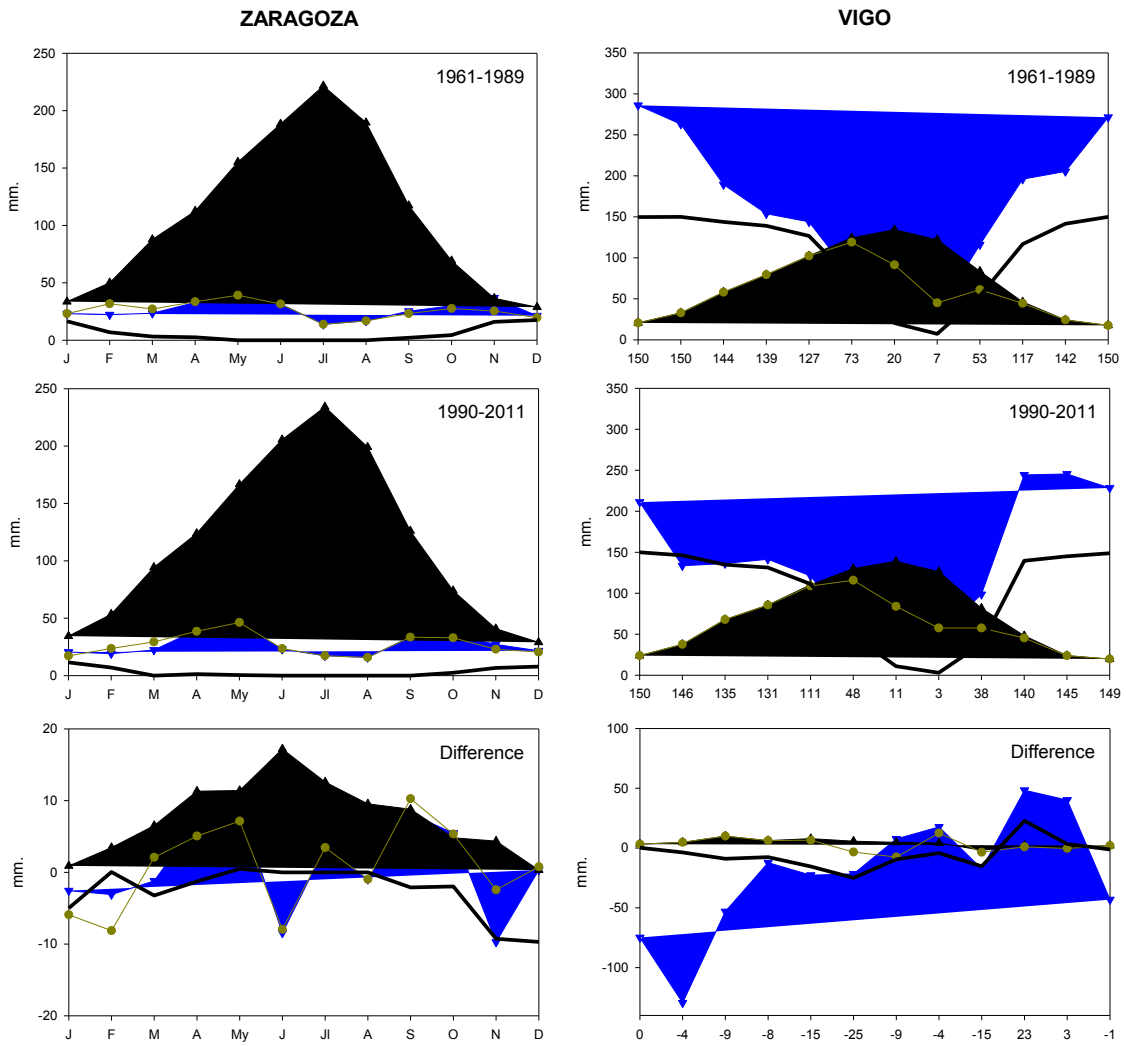 ZARAGOZA
VIGO
250
200
150
100
50
0
mm.
1961-1989
J F M A My J Jl A S O N D
350
300
250
200
150
100
50
0
mm.
1961-1989
150 150 144 139 127 73 20 7 53 117 142 150
250
200
150
100
50
0
mm.
1990-2011
J F M A My J Jl A S O N D
350
300
250
200
150
100
50
0
mm.
1990-2011
150 146 135 131 111 48 11 3 38 140 145 149
20
10
0
-10
-20
mm.
Difference
J F M A My J Jl A S O N D
100
50
0
-50
-100
mm.
Difference
0 -4 -9 -8 -15 -25 -9 -4 -15 23 3 -1